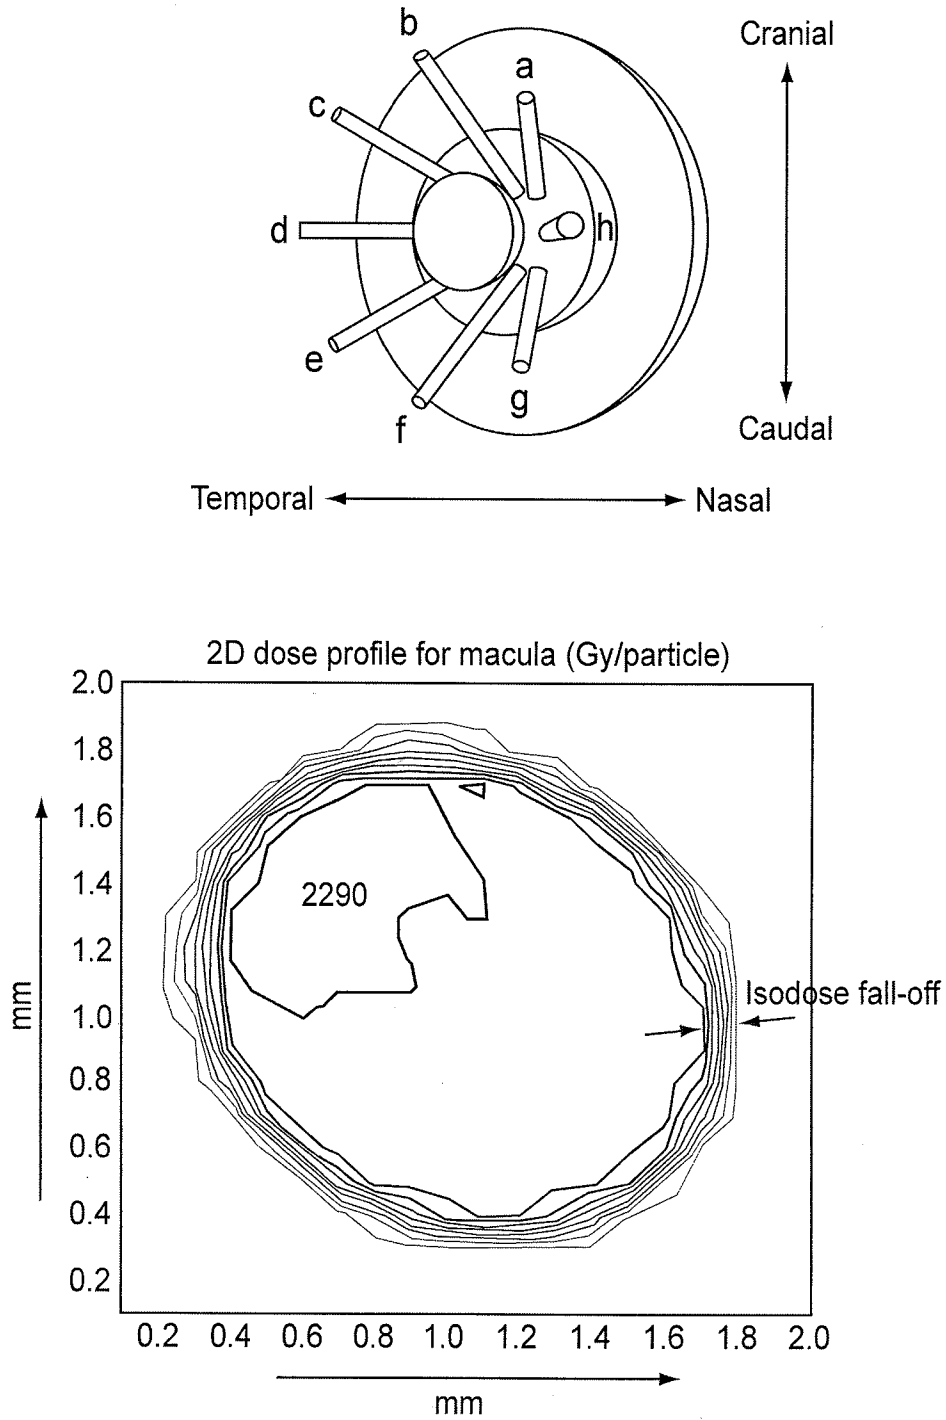 b
Cranial
a
c
d
h
e
g
f
Caudal
Temporal
Nasal
2D dose profile for macula (Gy/particle)
2.0
1.8
1.6
1.4
2290
1.2
Isodose fall-off
1.0
mm
0.8
0.6
0.4
0.2
0.2 0.4 0.6 0.8 1.0 1.2 1.4 1.6 1.8 2.0
mm